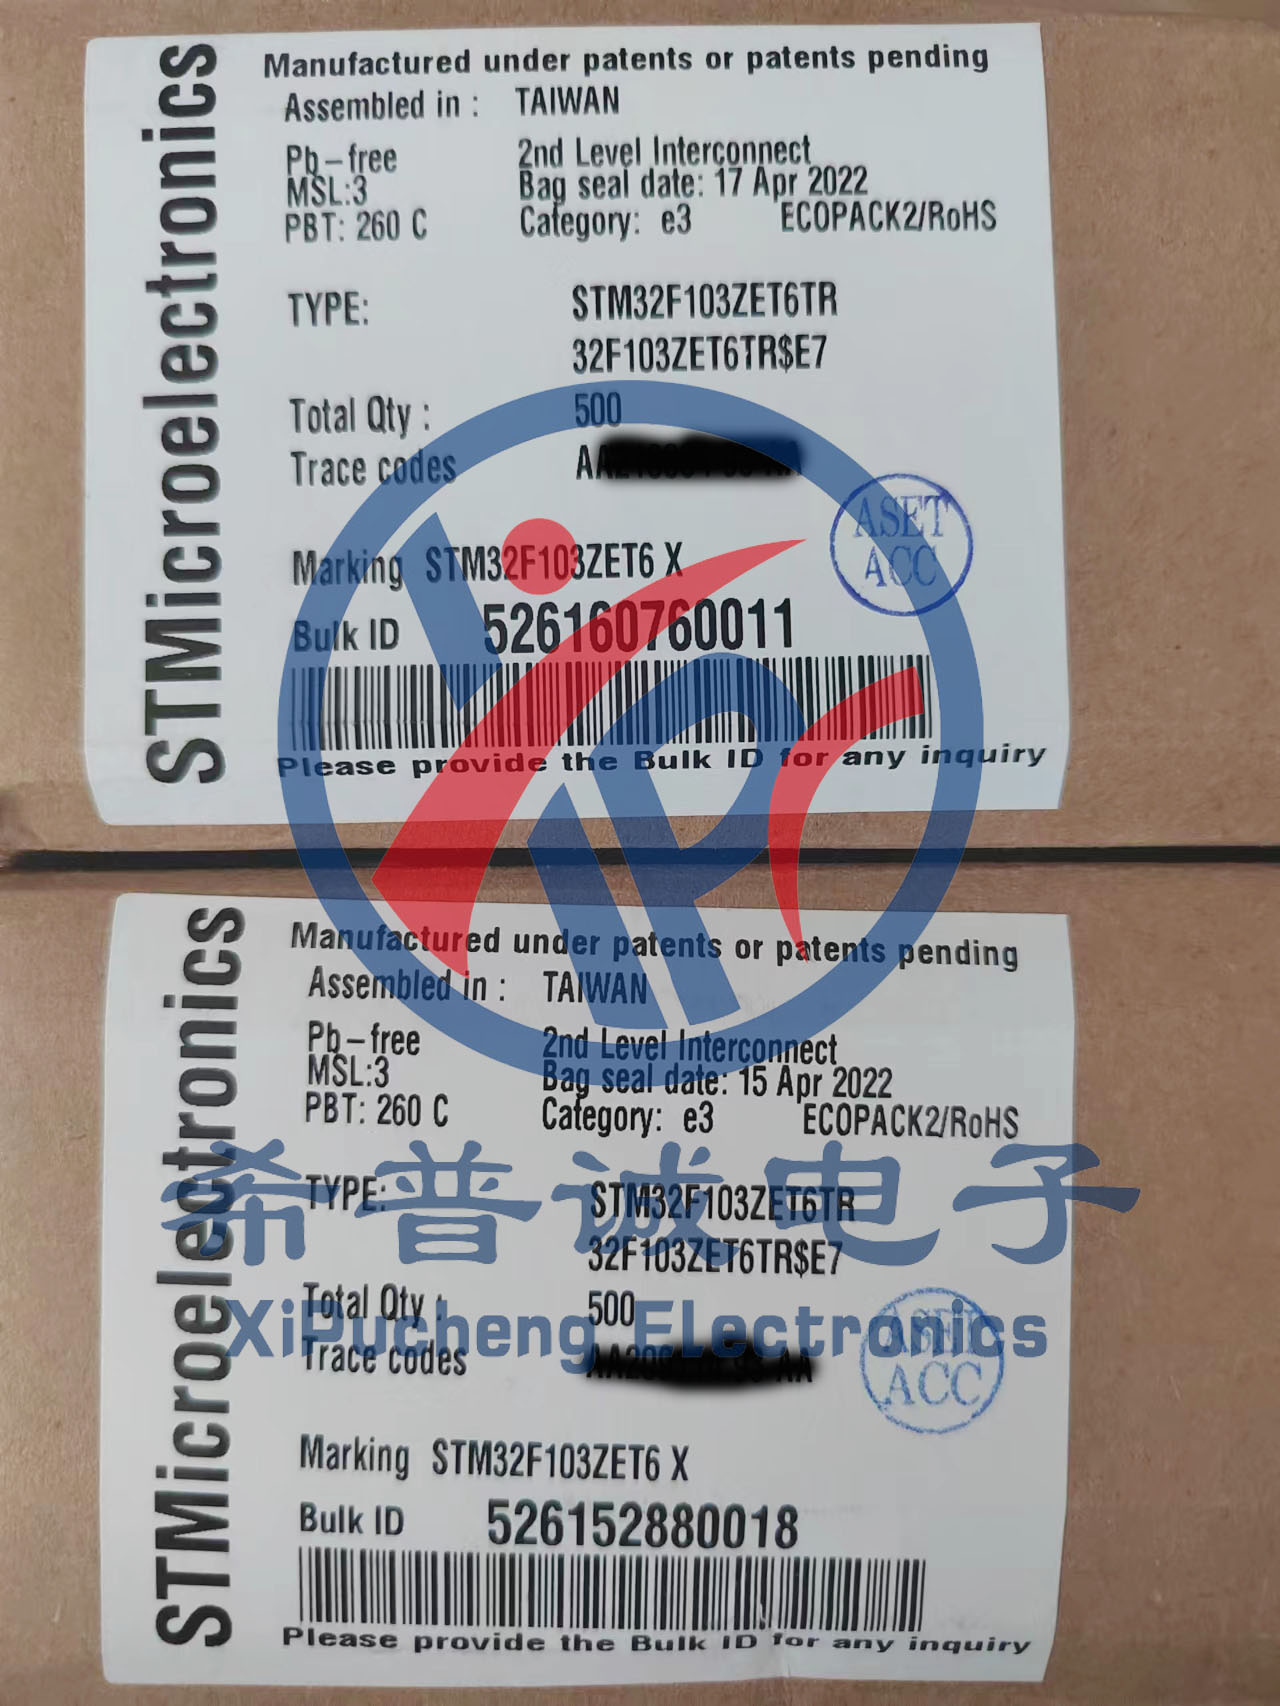 STMicroelectronics
Manufactured under patents or patents pending
Assembled in : TAIWAN
Pb-free 2nd Level Interconnect
MSL:3 Bag seal date: 17 Apr 2022
PBT: 260 C Category: e3 ECOPACK2/RoHS
TYPE: STM32F103ZET6TR
32F103ZET6TR$E7
Total Qty : 500
Trace codes
ASET
ACC
Marking STM32F103ZET6 X
Bulk ID 526160760011
Please provide the Bulk ID for any inquiry
STMicroelectronics
Manufactured under patents or patents pending
Assembled in : TAIWAN
Pb-free 2nd Level Interconnect
MSL:3 Bag seal date: 15 Apr 2022
PBT: 260 C Category: e3 ECOPACK2/RoHS
希普诚电子
TYPE: STM32F103ZET6TR
32F103ZET6TR$E7
XiPucheng Electronics
Total Qty : 500
Trace codes
ASET
ACC
Marking STM32F103ZET6 X
Bulk ID 526152880018
Please provide the Bulk ID for any inquiry